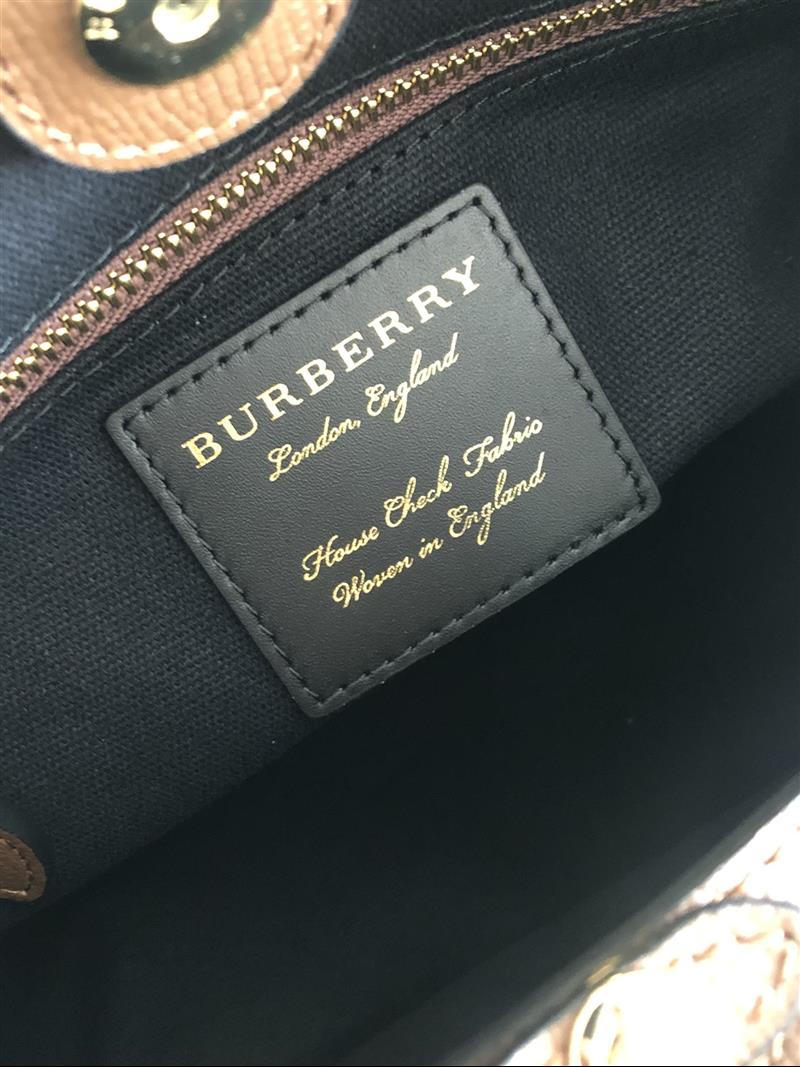 BURBERRY
London, England
House Check Fabric
Woven in England